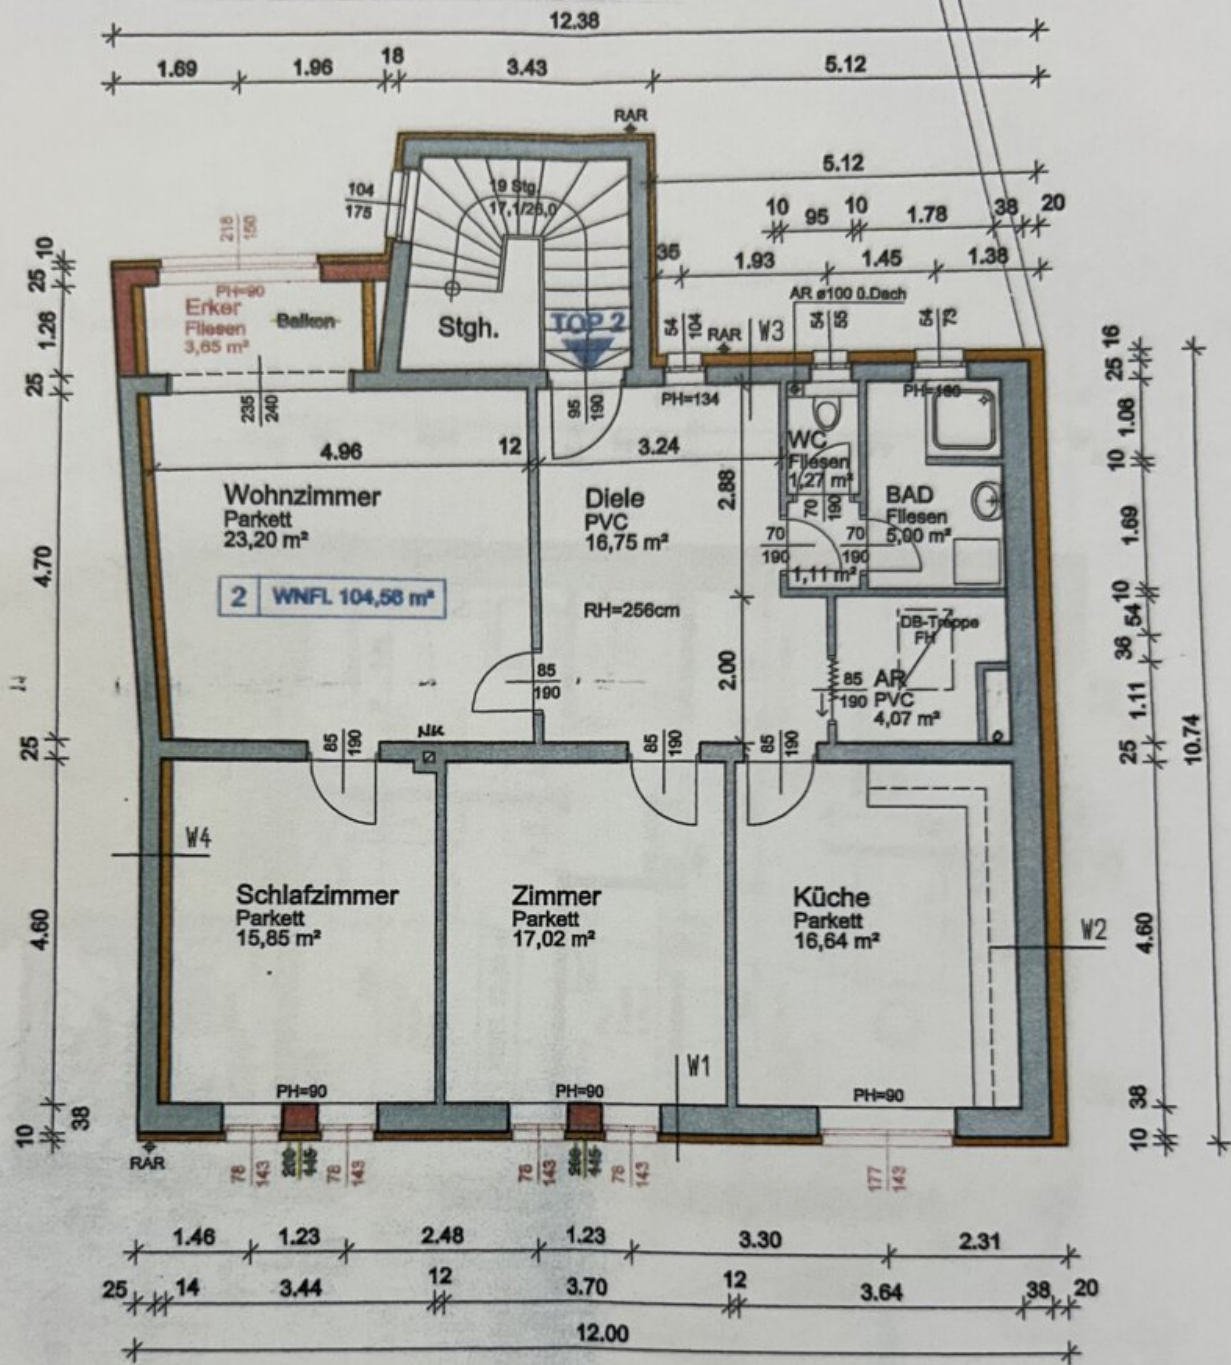 12.38
1.69 1.96 18 3.43 5.12
RAR
5.12
104
175
19 Stg.
17,1/26,0
10 95 10 1.78 38 20
35 1.93 1.45 1.38
218
150
PH=90
Erker
Fliesen
3,65 m²
Balkon
Stgh.
TOP 2
AR ø100 ü.Dach
54
104
RAR
W3
54
55
54
73
10
25
1.26
25
4.70
25
4.60
38
10
16
25
1.08
10
1.69
10
54
36
1.11
25
4.60
38
10
10.74
235
240
95
190
PH=134
PH=160
4.96 12 3.24
WC
Fliesen
1,27 m²
2.88
Wohnzimmer
Parkett
23,20 m²
Diele
PVC
16,75 m²
BAD
Fliesen
5,00 m²
70
190
70
190
70
190
1,11 m²
2 WNFL 104,56 m²
RH=256cm
DB-Treppe
FH
2.00
85
190
85
190
AR
PVC
4,07 m²
85
190
NK
85
190
85
190
W4
Schlafzimmer
Parkett
15,85 m²
Zimmer
Parkett
17,02 m²
Küche
Parkett
16,64 m²
W2
W1
PH=90 PH=90 PH=90
RAR
78
143
78
143
78
143
78
143
177
143
1.46 1.23 2.48 1.23 3.30 2.31
25 14 3.44 12 3.70 12 3.64 38 20
12.00